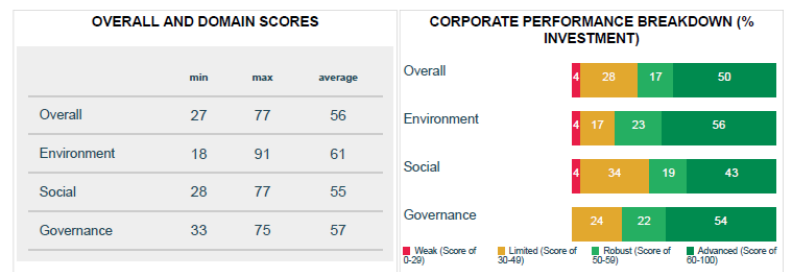 OVERALL AND DOMAIN SCORES
min max average
Overall 27 77 56
Environment 18 91 61
Social 28 77 55
Governance 33 75 57
CORPORATE PERFORMANCE BREAKDOWN (%
INVESTMENT)
Overall 4 28 17 50
Environment 4 17 23 56
Social 4 34 19 43
Governance 24 22 54
Weak (Score of
0-29)
Limited (Score of
30-49)
Robust (Score of
50-59)
Advanced (Score of
60-100)